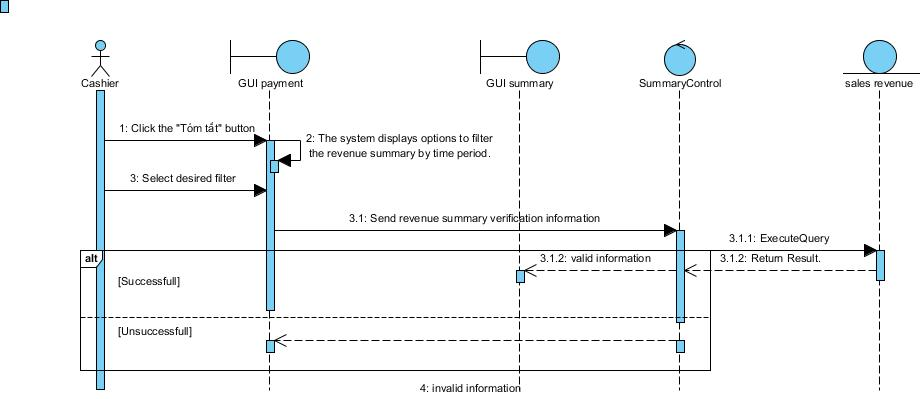 Cashier
GUI payment
GUI summary
SummaryControl
sales revenue
1: Click the "Tóm tắt" button
2: The system displays options to filter
the revenue summary by time period.
3: Select desired filter
3.1: Send revenue summary verification information
3.1.1: ExecuteQuery
alt
3.1.2: valid information
3.1.2: Return Result.
[Successfull]
[Unsuccessfull]
4: invalid information